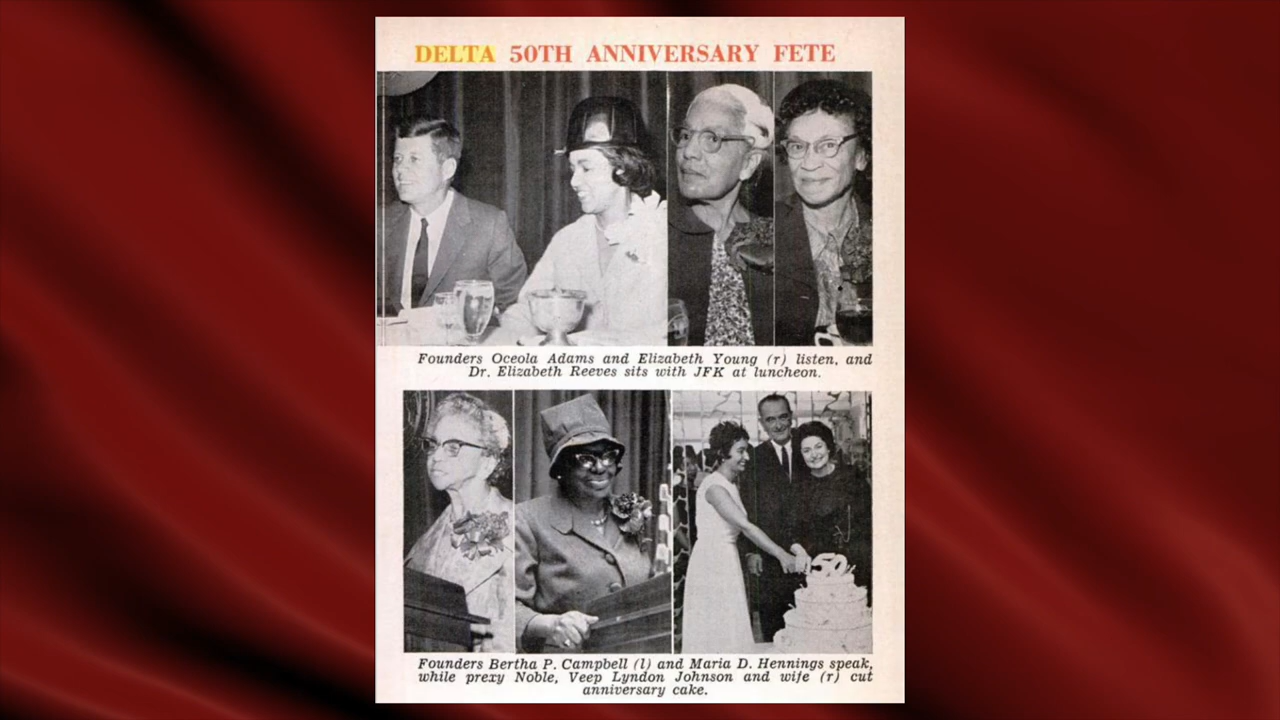 DELTA 50TH ANNIVERSARY FETE
Founders Oceola Adams and Elizabeth Young (r) listen, and
Dr. Elizabeth Reeves sits with JFK at luncheon.
Founders Bertha P. Campbell (l) and Maria D. Hennings speak,
while prexy Noble, Veep Lyndon Johnson and wife (r) cut
anniversary cake.